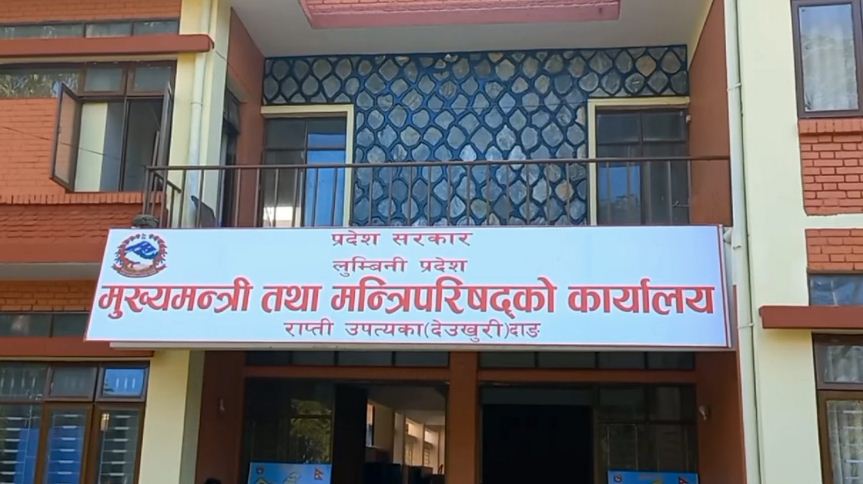 प्रदेश सरकार
लुम्बिनी प्रदेश
मुख्यमन्त्री तथा मन्त्रिपरिषद्को कार्यालय
राप्ती उपत्यका(देउखुरी)दाङ